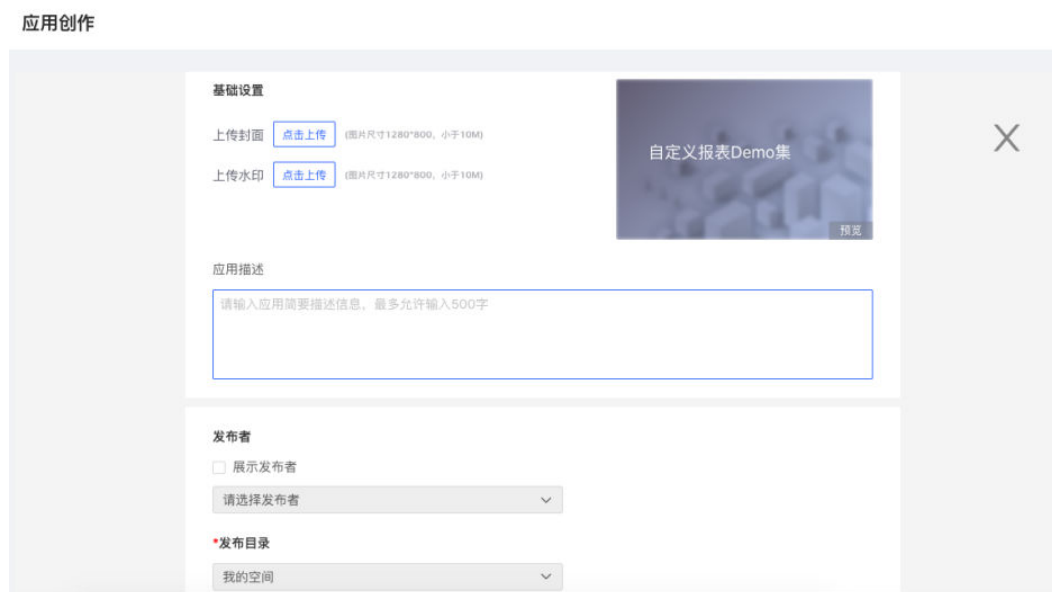 应用创作
基础设置
上传封面 点击上传 (图片尺寸1280*800，小于10M)
上传水印 点击上传 (图片尺寸1280*800，小于10M)
自定义报表Demo集
预览
应用描述
请输入应用简要描述信息，最多允许输入500字
发布者
展示发布者
请选择发布者
*发布目录
我的空间